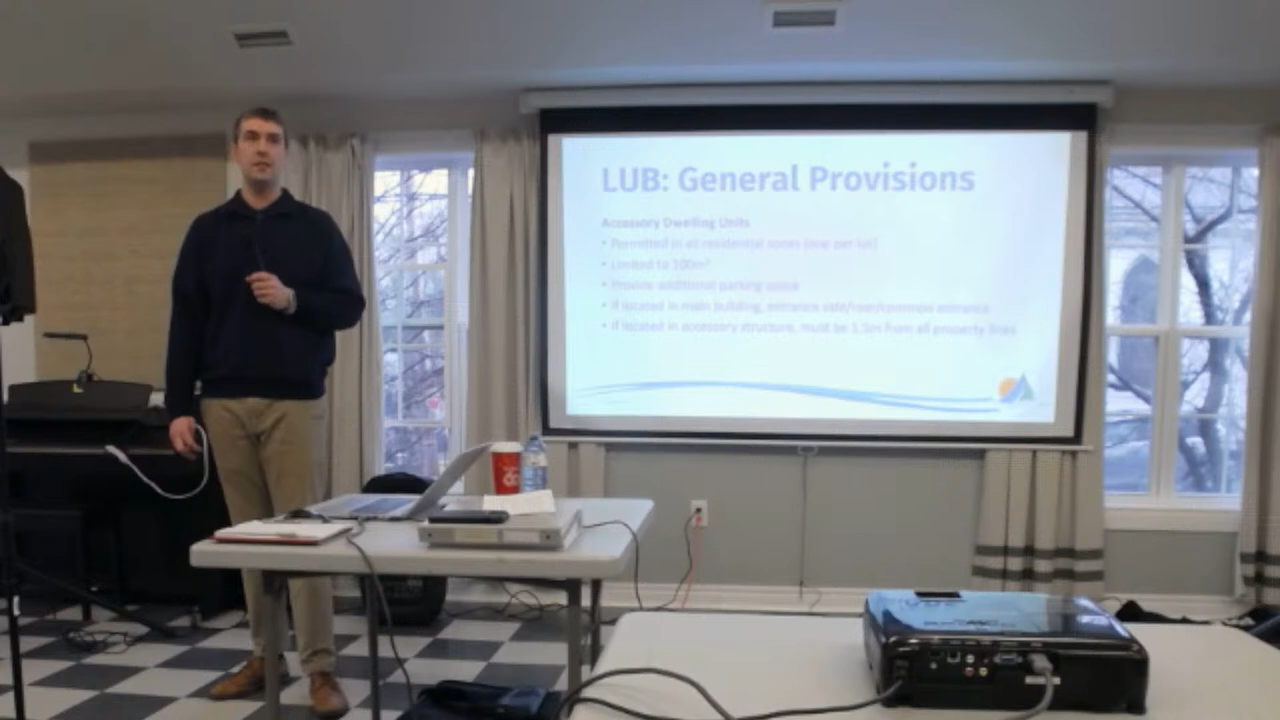 LUB: General Provisions
Accessory Dwelling Units
• Permitted in all residential zones (one per lot)
• Limited to 100m²
• Provide additional parking space
• If located in main building, entrance side/rear/common entrance
• If located in accessory structure, must be 1.5m from all property lines